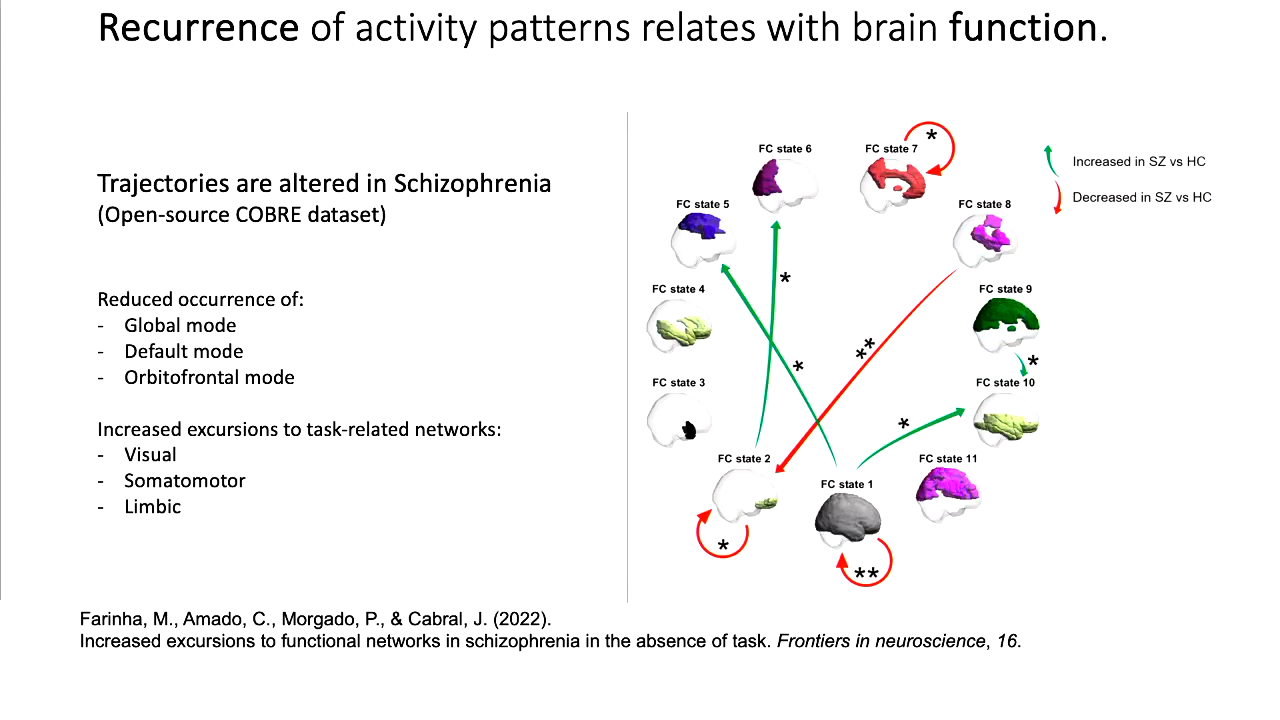 Recurrence of activity patterns relates with brain function.
Trajectories are altered in Schizophrenia
(Open-source COBRE dataset)
Reduced occurrence of:
- Global mode
- Default mode
- Orbitofrontal mode
Increased excursions to task-related networks:
- Visual
- Somatomotor
- Limbic
FC state 6
FC state 7
*
Increased in SZ vs HC
Decreased in SZ vs HC
FC state 5
FC state 8
*
FC state 4
FC state 9
**
*
*
FC state 3
FC state 10
*
FC state 2
FC state 11
FC state 1
*
**
Farinha, M., Amado, C., Morgado, P., & Cabral, J. (2022).
Increased excursions to functional networks in schizophrenia in the absence of task. Frontiers in neuroscience, 16.